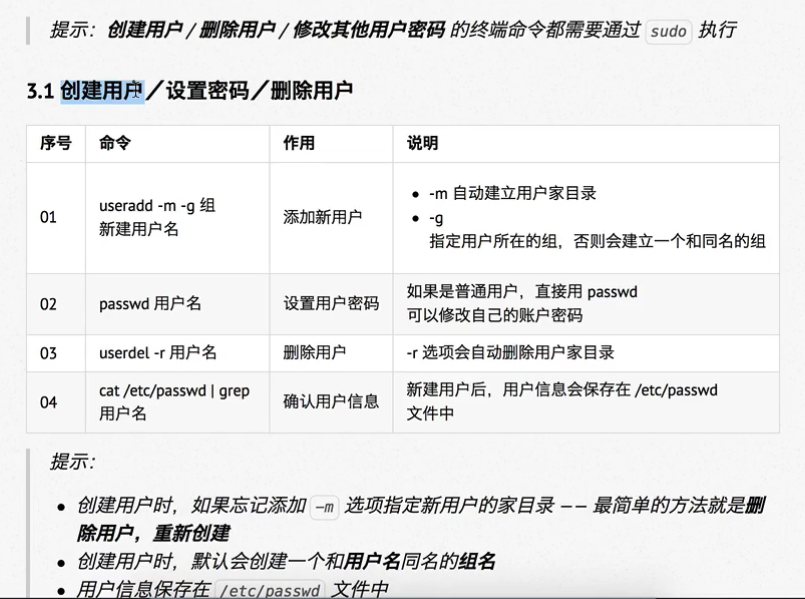 提示：创建用户 / 删除用户 / 修改其他用户密码 的终端命令都需要通过 sudo 执行
3.1 创建用户／设置密码／删除用户
序号 命令 作用 说明
01 useradd -m -g 组 新建用户名 添加新用户
• -m 自动建立用户家目录
• -g
指定用户所在的组，否则会建立一个和同名的组
02 passwd 用户名 设置用户密码 如果是普通用户，直接用 passwd
可以修改自己的账户密码
03 userdel -r 用户名 删除用户 -r 选项会自动删除用户家目录
04 cat /etc/passwd | grep 用户名 确认用户信息 新建用户后，用户信息会保存在 /etc/passwd
文件中
提示：
• 创建用户时，如果忘记添加 -m 选项指定新用户的家目录 -- 最简单的方法就是删
除用户，重新创建
• 创建用户时，默认会创建一个和用户名同名的组名
• 用户信息保存在 /etc/passwd 文件中